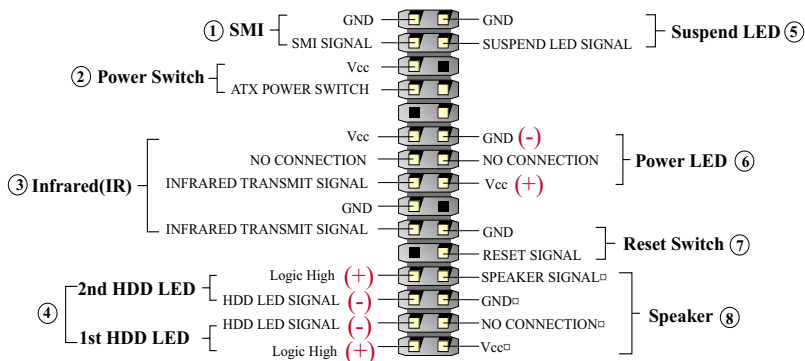 GND GND
① SMI Suspend LED ⑤
SMI SIGNAL SUSPEND LED SIGNAL
Vcc
② Power Switch
ATX POWER SWITCH
Vcc GND (-)
NO CONNECTION NO CONNECTION Power LED ⑥
③ Infrared(IR) INFRARED TRANSMIT SIGNAL Vcc (+)
GND
INFRARED TRANSMIT SIGNAL GND
Reset Switch ⑦
RESET SIGNAL
Logic High (+) SPEAKER SIGNAL¤
2nd HDD LED
HDD LED SIGNAL (-) GND¤
④ Speaker ⑧
HDD LED SIGNAL (-) NO CONNECTION¤
1st HDD LED
Logic High (+) Vcc¤